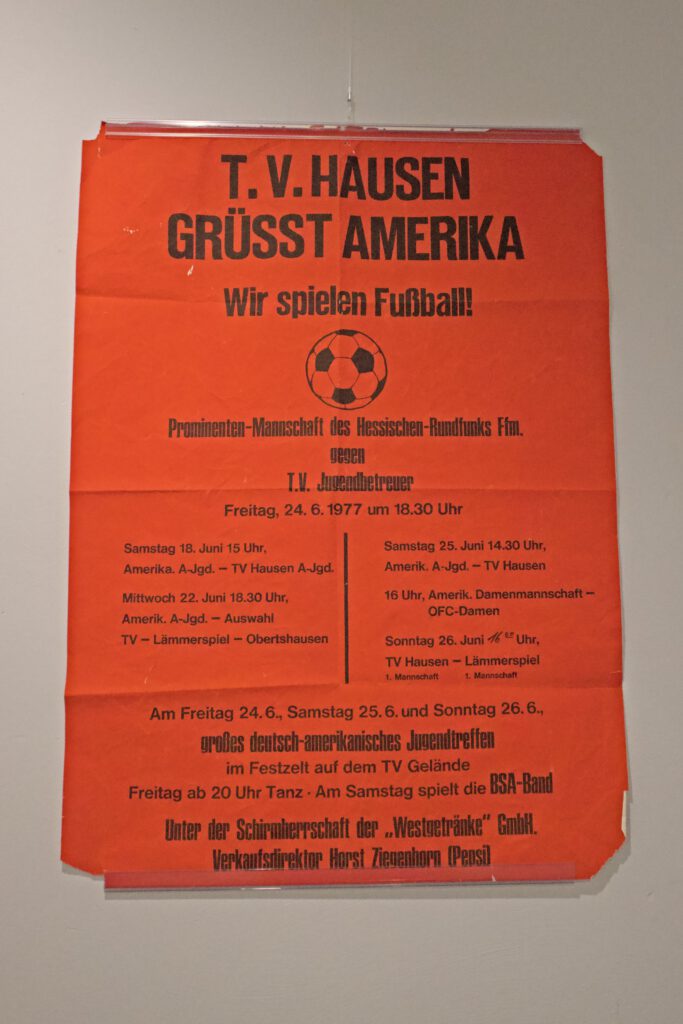 T. V. HAUSEN
GRÜSST AMERIKA
Wir spielen Fußball!
Prominenten-Mannschaft des Hessischen-Rundfunks Ffm.
gegen
T.V. Jugendbetreuer
Freitag, 24. 6. 1977 um 18.30 Uhr
Samstag 18. Juni 15 Uhr,
Amerika. A-Jgd. – TV Hausen A-Jgd.
Mittwoch 22. Juni 18.30 Uhr,
Amerik. A-Jgd. – Auswahl
TV – Lämmerspiel – Obertshausen
Samstag 25. Juni 14.30 Uhr,
Amerik. A-Jgd. – TV Hausen
16 Uhr, Amerik. Damenmannschaft –
OFC-Damen
Sonntag 26. Juni 16 00 Uhr,
TV Hausen – Lämmerspiel
1. Mannschaft 1. Mannschaft
Am Freitag 24. 6., Samstag 25. 6. und Sonntag 26. 6.,
großes deutsch-amerikanisches Jugendtreffen
im Festzelt auf dem TV Gelände
Freitag ab 20 Uhr Tanz · Am Samstag spielt die BSA-Band
Unter der Schirmherrschaft der „Westgetränke" GmbH.
Verkaufsdirektor Horst Ziegenhorn (Pepsi)